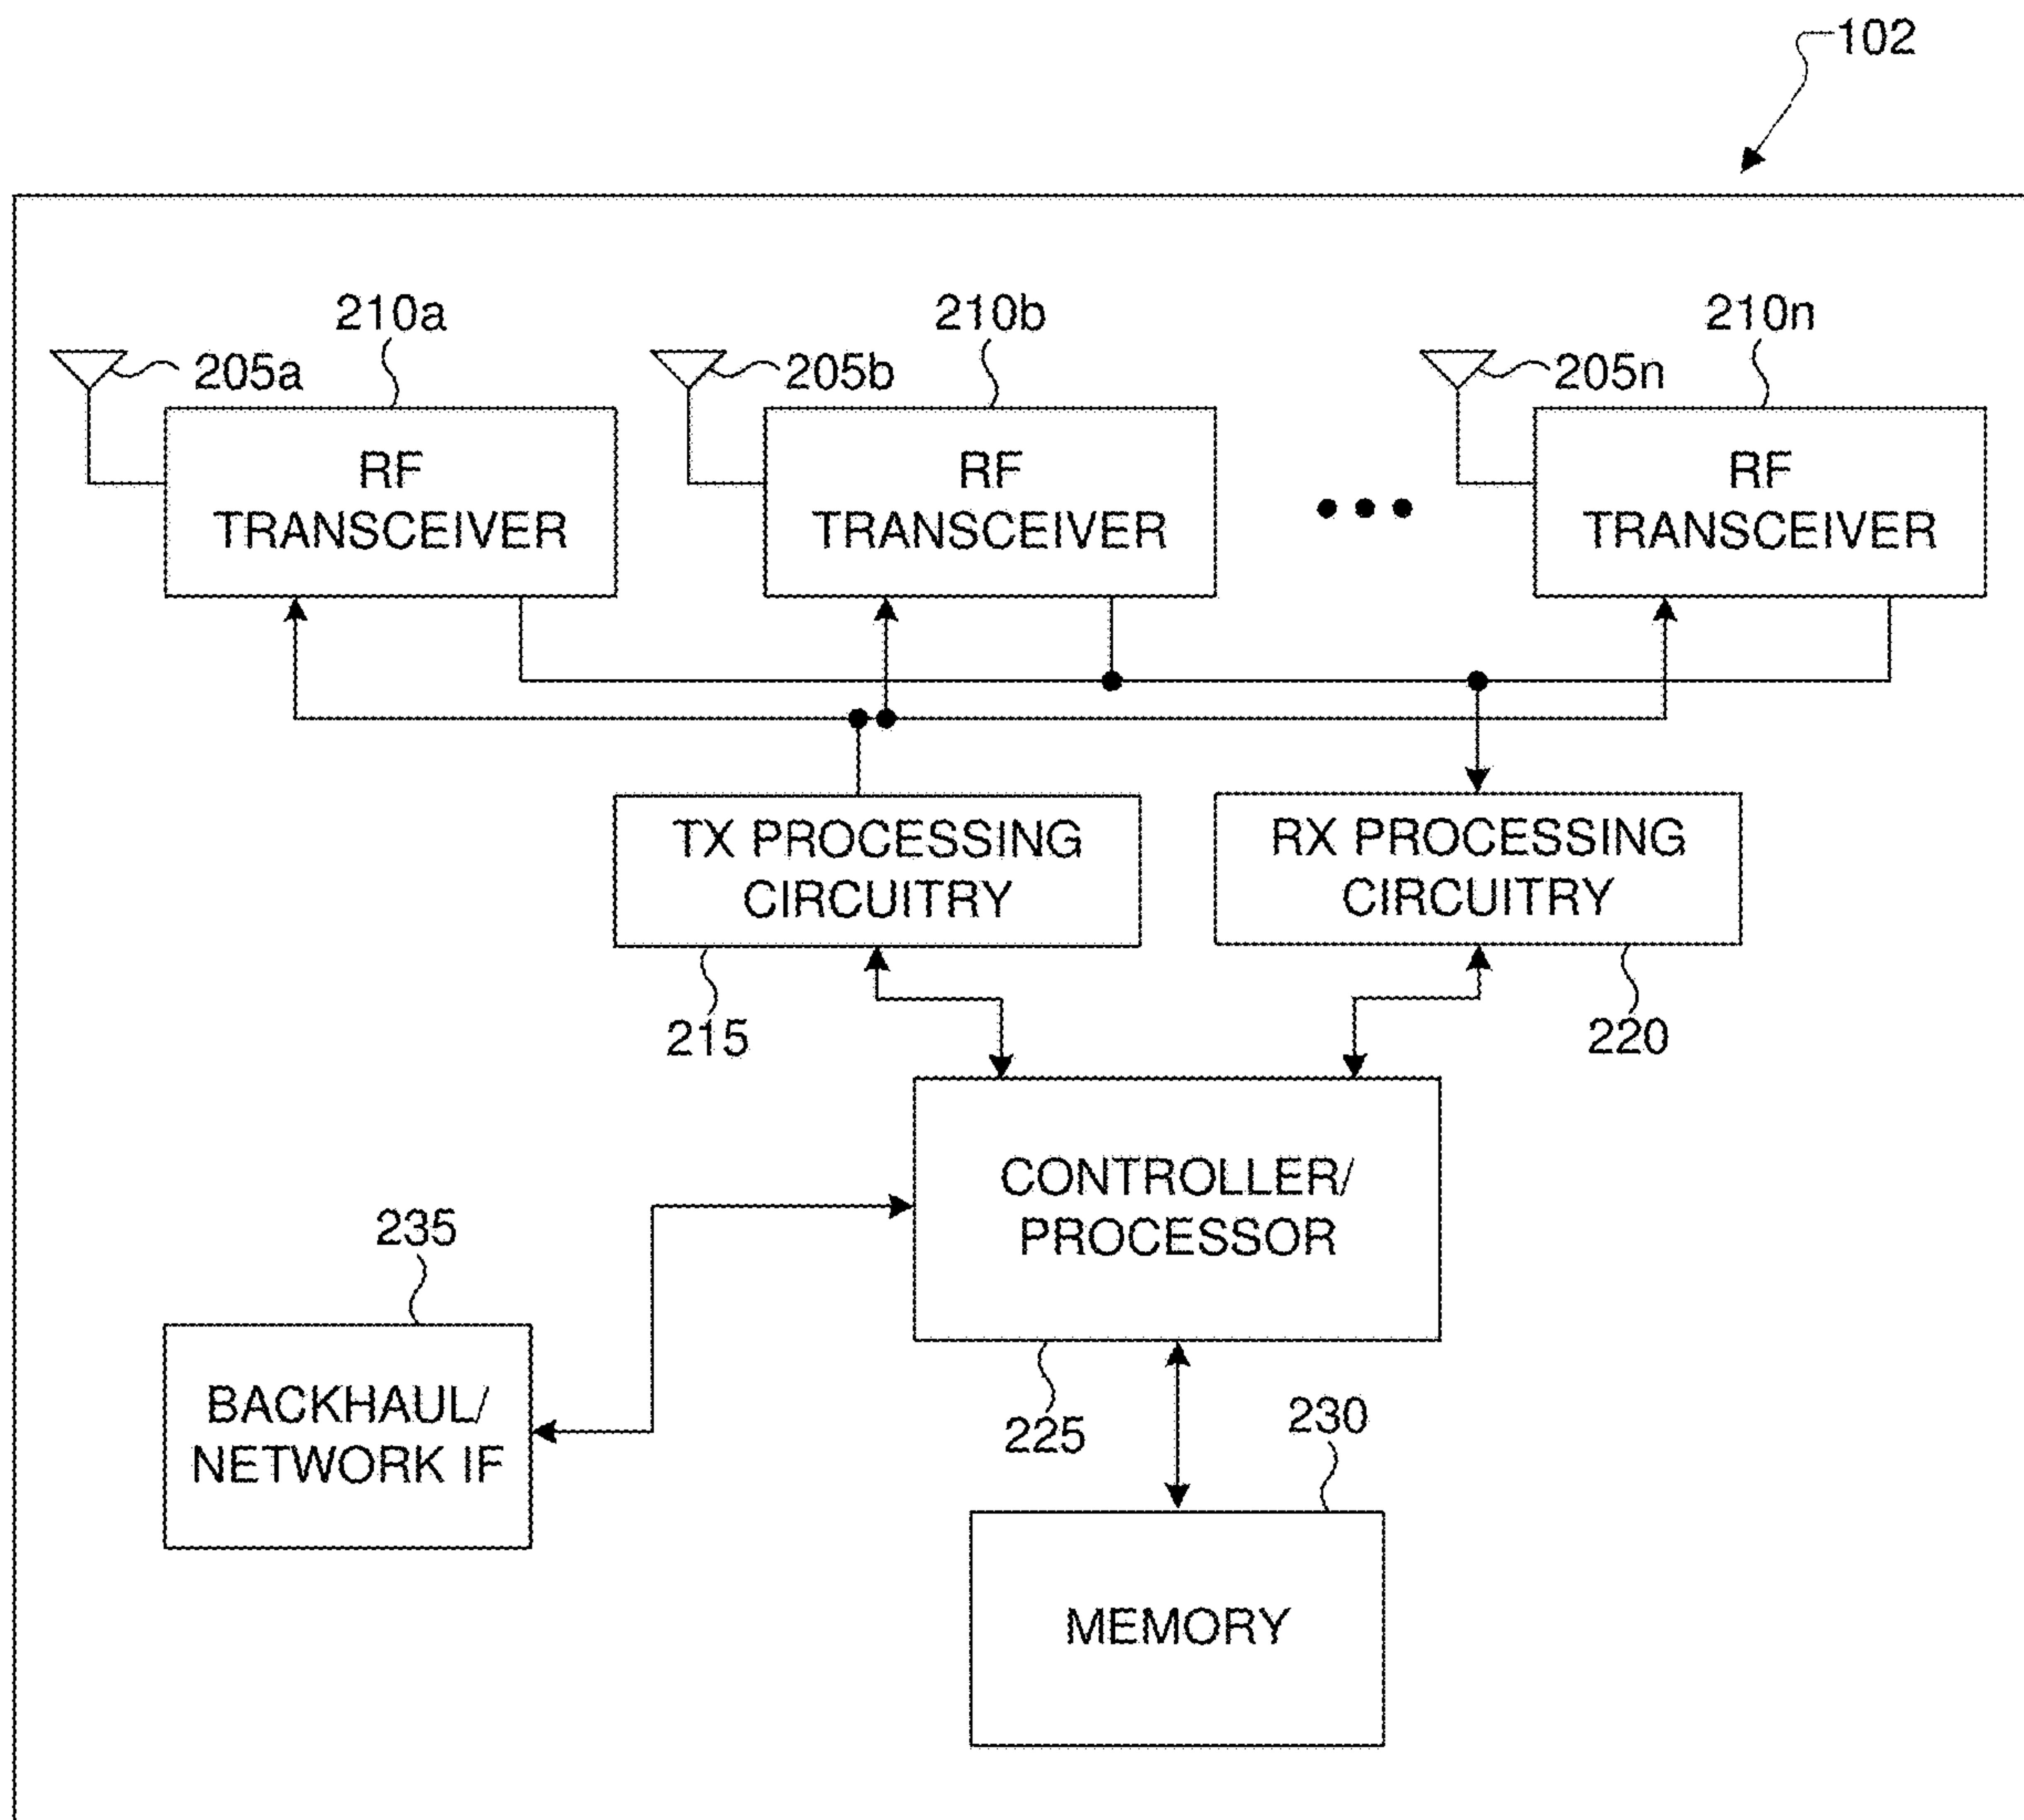 102
210a
210b
210n
205a
205b
205n
RF
TRANSCEIVER
RF
TRANSCEIVER
RF
TRANSCEIVER
TX PROCESSING
CIRCUITRY
RX PROCESSING
CIRCUITRY
215
220
CONTROLLER/
PROCESSOR
235
BACKHAUL/
NETWORK IF
225
230
MEMORY